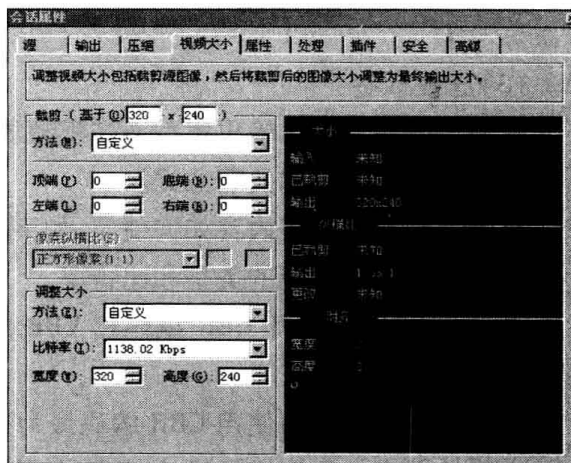 会话属性
源 输出 压缩 视频大小 属性 处理 插件 安全 高级
调整视频大小包括裁剪源图像，然后将裁剪后的图像大小调整为最终输出大小。
裁剪 (基于(O) 320 x 240 )
方法(M): 自定义
顶端(P) 0 底端(B): 0
左端(L) 0 右端(R): 0
像素纵横比(S)
正方形像素(1:1)
调整大小
方法(E): 自定义
比特率(I): 1138.02 Kbps
宽度(W): 320 高度(G): 240
大小
输入 未知
已裁剪 未知
输出 320x240
纵横比
已裁剪 未知
输出
更改 未知
宽度
高度